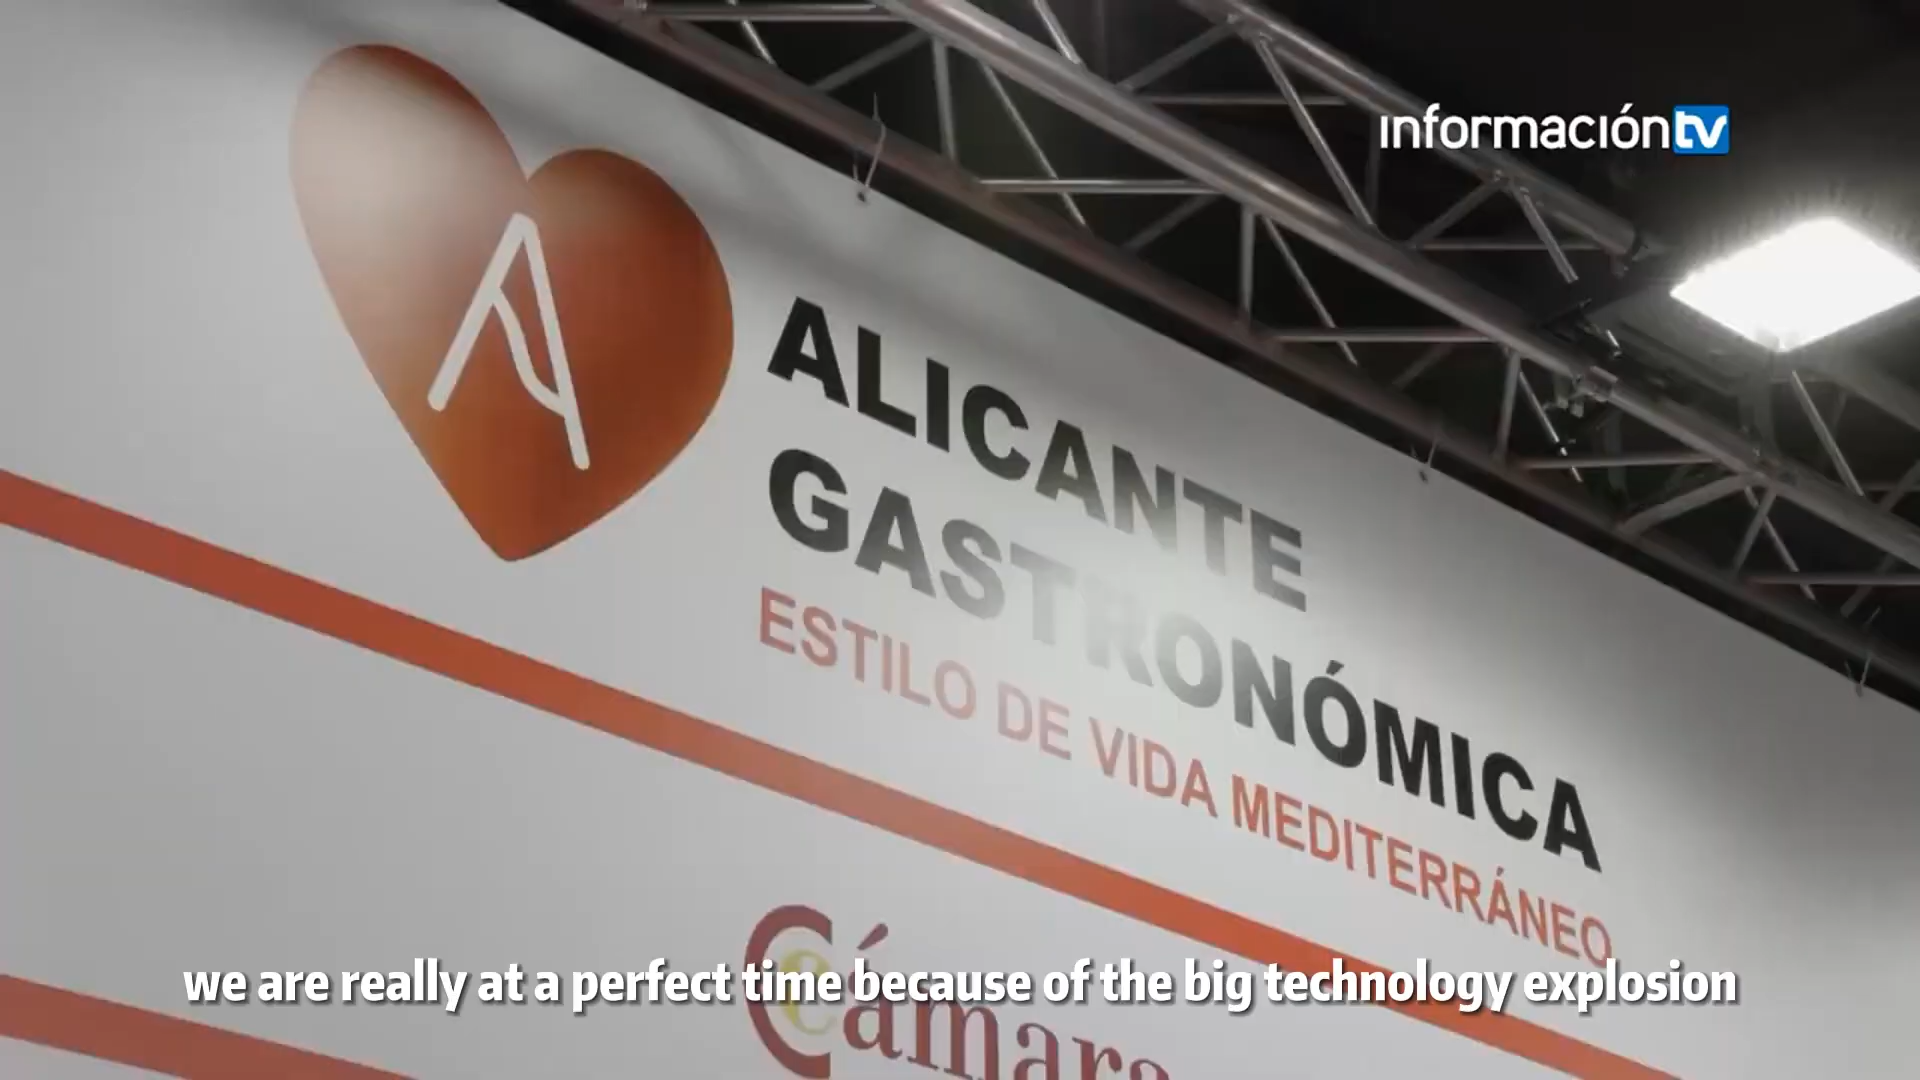 informacióntv
ALICANTE
GASTRONÓMICA
ESTILO DE VIDA MEDITERRÁNEO
we are really at a perfect time because of the big technology explosion
Cámara